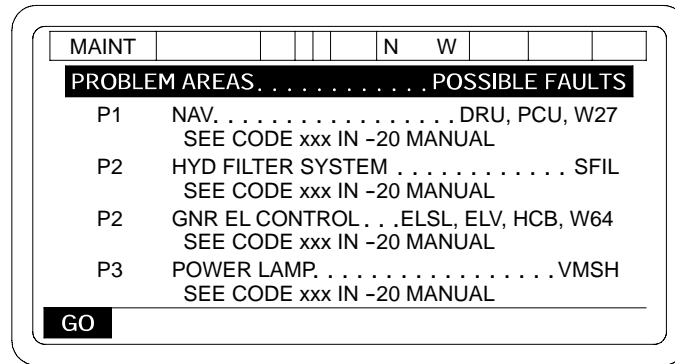 MAINT N W
PROBLEM AREAS. . . . . . . . . . . . .POSSIBLE FAULTS
P1 NAV. . . . . . . . . . . . . . . . . . DRU, PCU, W27
SEE CODE xxx IN -20 MANUAL
P2 HYD FILTER SYSTEM . . . . . . . . . . . . . SFIL
SEE CODE xxx IN -20 MANUAL
P2 GNR EL CONTROL. . .ELSL, ELV, HCB, W64
SEE CODE xxx IN -20 MANUAL
P3 POWER LAMP. . . . . . . . . . . . . . . . . .VMSH
SEE CODE xxx IN -20 MANUAL
GO